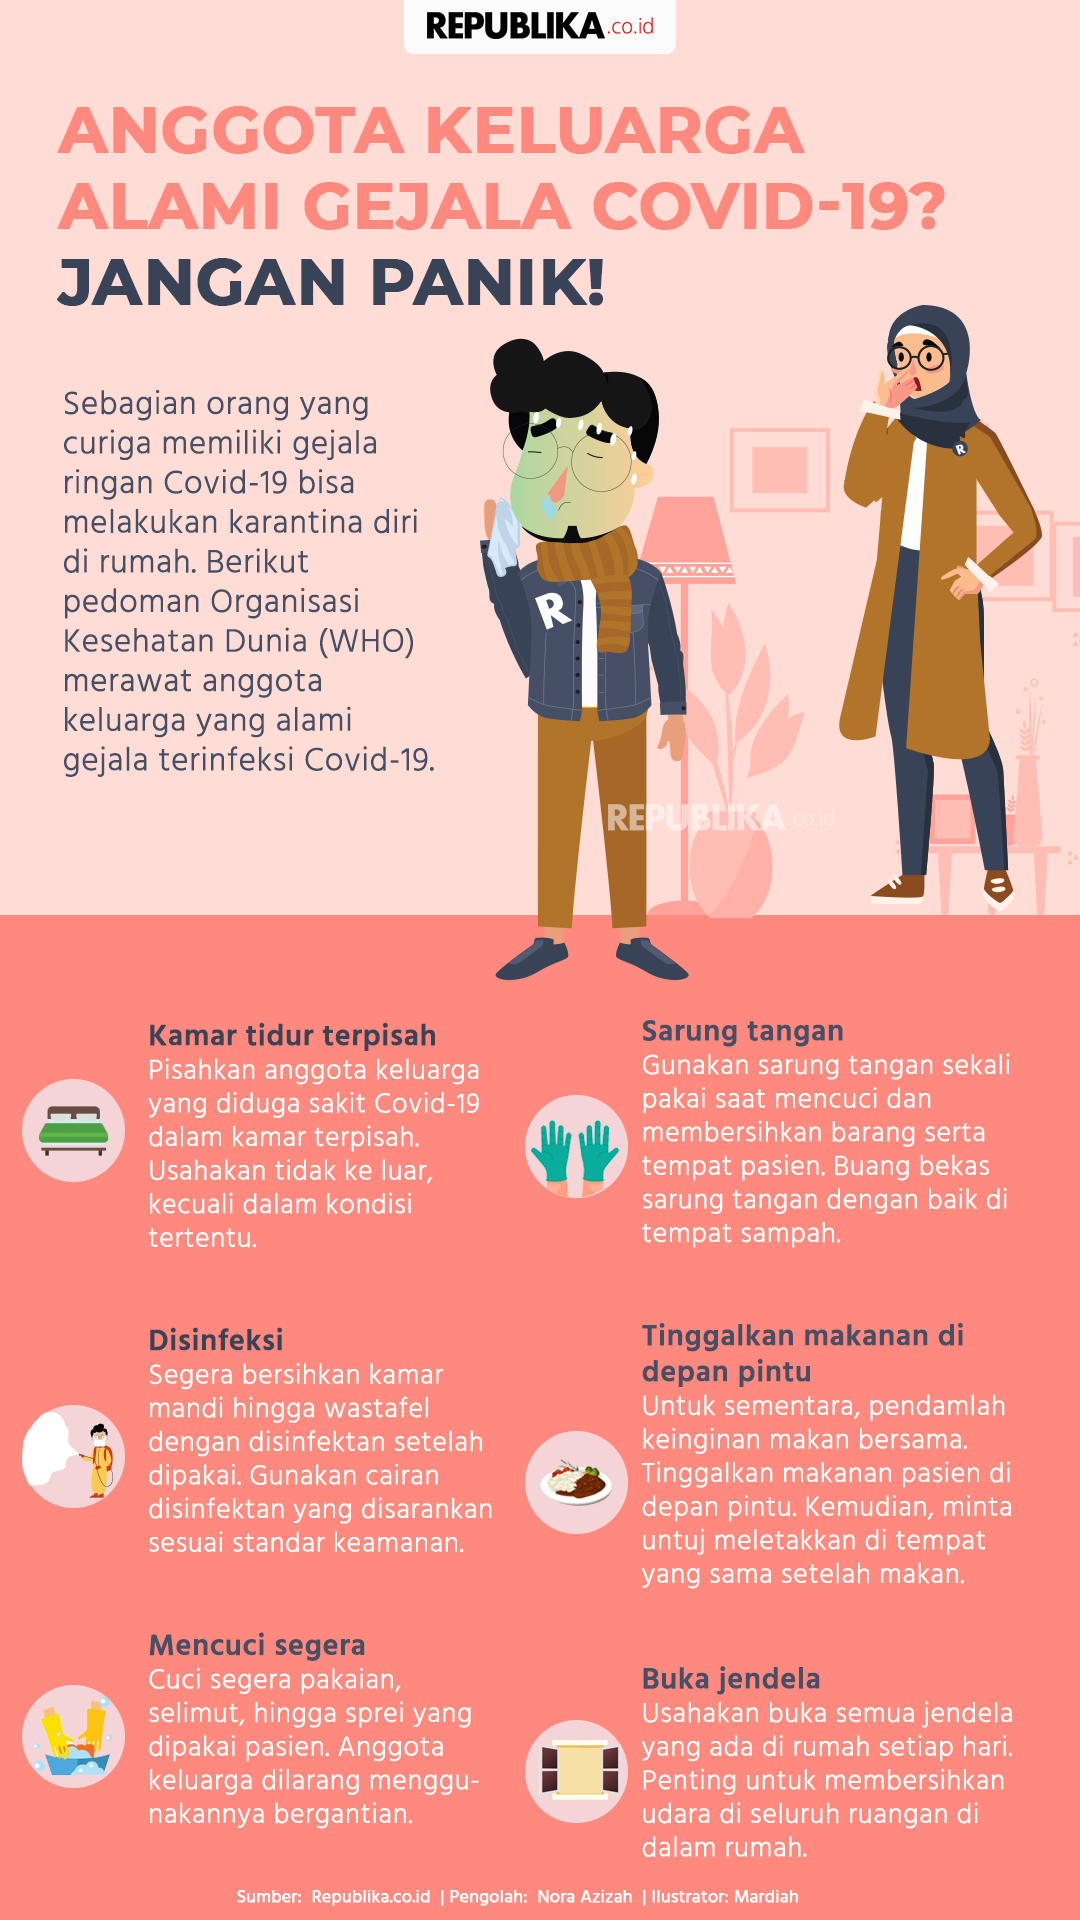 REPUBLIKA.co.id
ANGGOTA KELUARGA
ALAMI GEJALA COVID-19?
JANGAN PANIK!
Sebagian orang yang
curiga memiliki gejala
ringan Covid-19 bisa
melakukan karantina diri
di rumah. Berikut
pedoman Organisasi
Kesehatan Dunia (WHO)
merawat anggota
keluarga yang alami
gejala terinfeksi Covid-19.
R
R
REPUBLIKA.co.id
Kamar tidur terpisah
Pisahkan anggota keluarga
yang diduga sakit Covid-19
dalam kamar terpisah.
Usahakan tidak ke luar,
kecuali dalam kondisi
tertentu.
Sarung tangan
Gunakan sarung tangan sekali
pakai saat mencuci dan
membersihkan barang serta
tempat pasien. Buang bekas
sarung tangan dengan baik di
tempat sampah.
Disinfeksi
Segera bersihkan kamar
mandi hingga wastafel
dengan disinfektan setelah
dipakai. Gunakan cairan
disinfektan yang disarankan
sesuai standar keamanan.
Tinggalkan makanan di
depan pintu
Untuk sementara, pendamlah
keinginan makan bersama.
Tinggalkan makanan pasien di
depan pintu. Kemudian, minta
untuj meletakkan di tempat
yang sama setelah makan.
Mencuci segera
Cuci segera pakaian,
selimut, hingga sprei yang
dipakai pasien. Anggota
keluarga dilarang menggu-
nakannya bergantian.
Buka jendela
Usahakan buka semua jendela
yang ada di rumah setiap hari.
Penting untuk membersihkan
udara di seluruh ruangan di
dalam rumah.
Sumber: Republika.co.id | Pengolah: Nora Azizah | Ilustrator: Mardiah